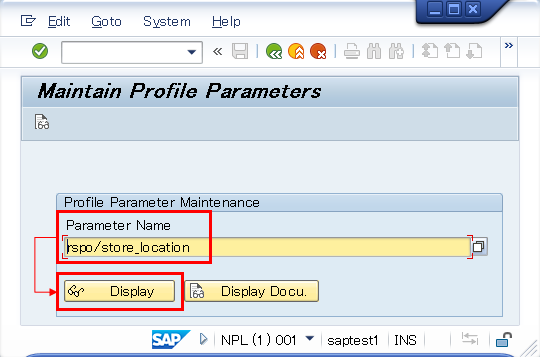 Edit Goto System Help
«
»
Maintain Profile Parameters
Profile Parameter Maintenance
Parameter Name
rspo/store_location
Display Display Docu.
SAP NPL (1) 001 saptest1 INS